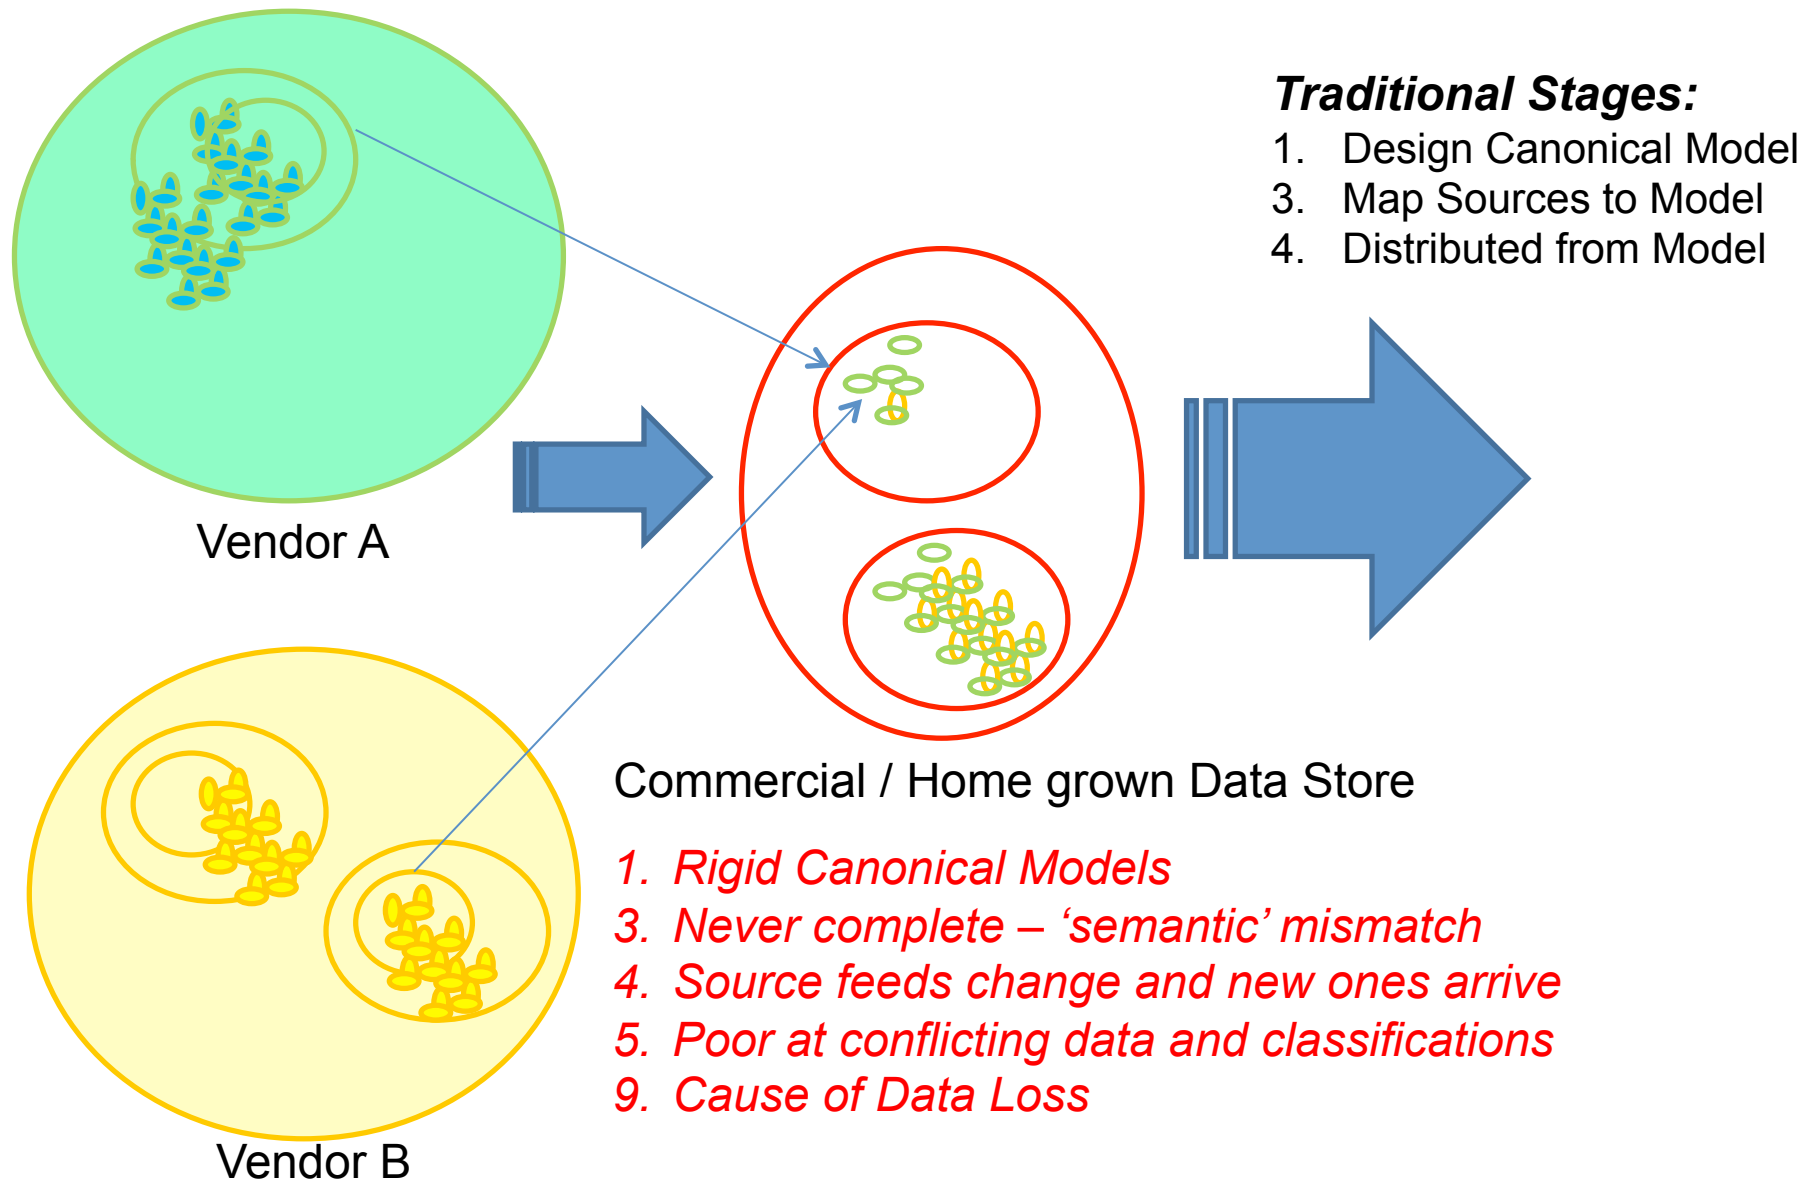 Traditional Stages:
1. Design Canonical Model
3. Map Sources to Model
4. Distributed from Model
Vendor A
Commercial / Home grown Data Store
1. Rigid Canonical Models
3. Never complete – ‘semantic’ mismatch
4. Source feeds change and new ones arrive
5. Poor at conflicting data and classifications
9. Cause of Data Loss
Vendor B